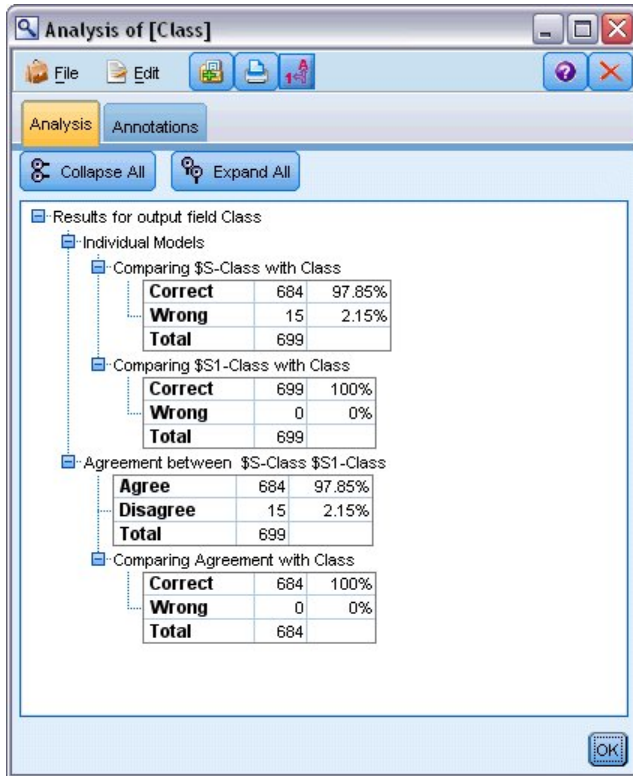 Analysis of [Class]
File Edit
Analysis Annotations
Collapse All Expand All
Results for output field Class
Individual Models
Comparing $S-Class with Class
Correct 684 97.85%
Wrong 15 2.15%
Total 699
Comparing $S1-Class with Class
Correct 699 100%
Wrong 0 0%
Total 699
Agreement between $S-Class $S1-Class
Agree 684 97.85%
Disagree 15 2.15%
Total 699
Comparing Agreement with Class
Correct 684 100%
Wrong 0 0%
Total 684
OK